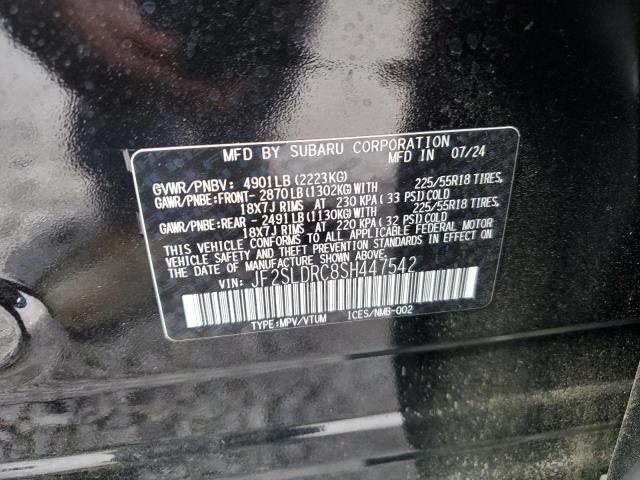 MFD BY SUBARU CORPORATION
MFD IN 07/24
GVWR/PNBV: 4901LB (2223KG)
GAWR/PNBE:FRONT- 2870LB (1302KG) WITH 225/55R18 TIRES,
18X7J RIMS AT 230 KPA (33 PSI) COLD
GAWR/PNBE:REAR - 2491LB (1130KG) WITH 225/55R18 TIRES,
18X7J RIMS AT 220 KPA (32 PSI) COLD
THIS VEHICLE CONFORMS TO ALL APPLICABLE FEDERAL MOTOR
VEHICLE SAFETY AND THEFT PREVENTION STANDARDS IN EFFECT
ON THE DATE OF MANUFACTURE SHOWN ABOVE.
VIN: JF2SLDRC8SH447542
TYPE:MPV/VTUM ICES/NMB-002